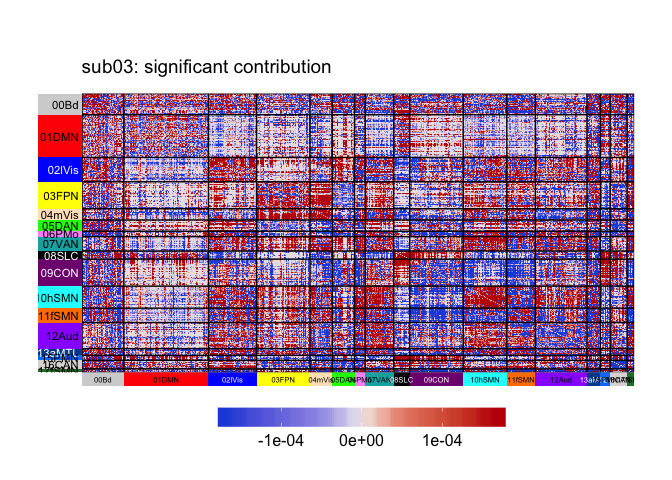 sub03: significant contribution
00Bd
01DMN
02lVis
03FPN
04mVis
05DAN
06PMo
07VAN
08SLC
09CON
10hSMN
11fSMN
12Aud
00Bd 01DMN 02lVis 03FPN 04mVis 05DAN 07VAN 08SLC 09CON 10hSMN 11fSMN 12Aud
-1e-04 0e+00 1e-04